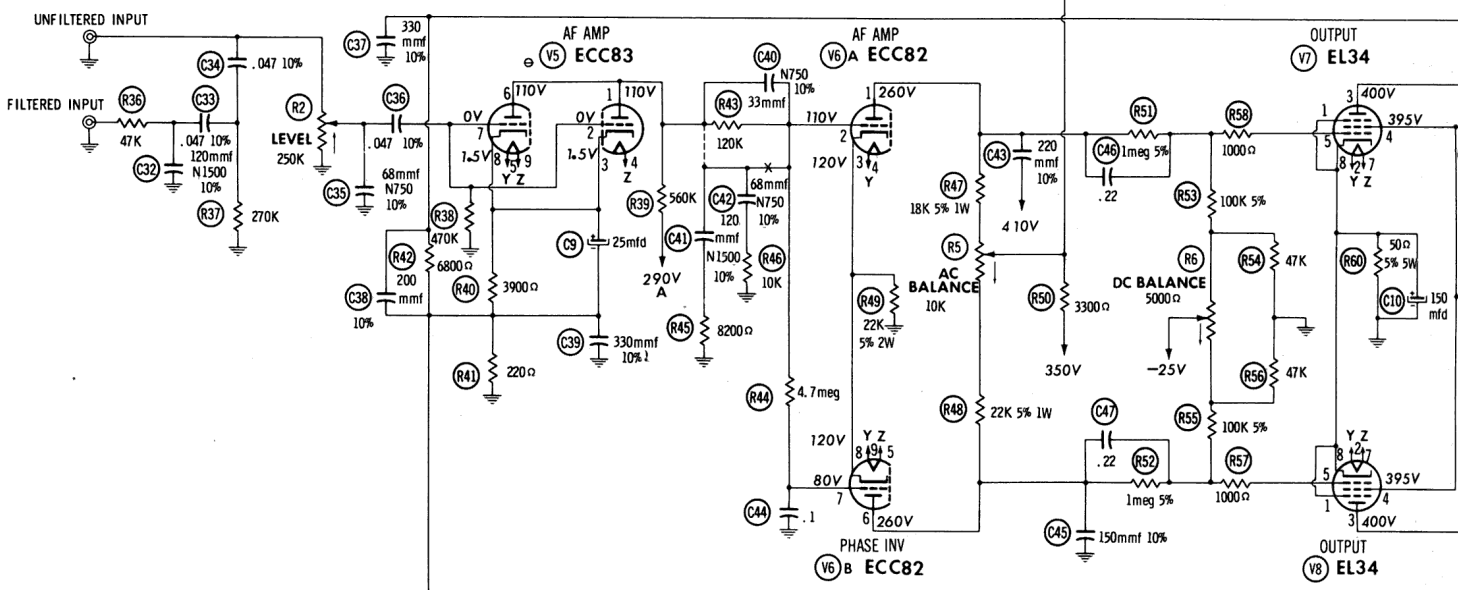 UNFILTERED INPUT
FILTERED INPUT
R36
47K
C32
C33
.047 10%
120mmf
N1500
10%
C34
.047 10%
R37
270K
R2
LEVEL
250K
C37
330
mmf
10%
C36
.047 10%
C35
68mmf
N750
10%
R38
470K
R42
6800Ω
200
mmf
C38
10%
R40
3900Ω
R41
220Ω
C9
25mfd
C39
330mmf
10%
AF AMP
V5 ECC83
6
110V
0V
7
1.5V
8 5 9
Y Z
1
110V
0V
2
1.5V
3
4
Z
R39
560K
290V
A
C40
N750
10%
33mmf
R43
120K
X
68mmf
N750
10%
C42
120
mmf
N1500
10%
C41
R46
10K
R45
8200Ω
R44
4.7meg
C44
.1
AF AMP
V6 A ECC82
1
260V
110V
2
120V
3 4
Y
R49
22K
5% 2W
120V
Y Z
8 9 5
80V
7
6
260V
PHASE INV
V6 B ECC82
R47
18K 5% 1W
R5
AC
BALANCE
10K
R48
22K 5% 1W
C43
220
mmf
10%
410V
R50
3300Ω
350V
R51
1meg 5%
C46
.22
C47
.22
R52
1meg 5%
C45
150mmf 10%
R58
1000Ω
R53
100K 5%
R6
DC BALANCE
5000Ω
-25V
R54
47K
R56
47K
R55
100K 5%
R57
1000Ω
R60
50Ω
5% 5W
C10
150
mfd
OUTPUT
V7 EL34
3
400V
1
5
395V
4
8 2 7
Y Z
Y Z
8 2 7
5
1
395V
4
3
400V
OUTPUT
V8 EL34